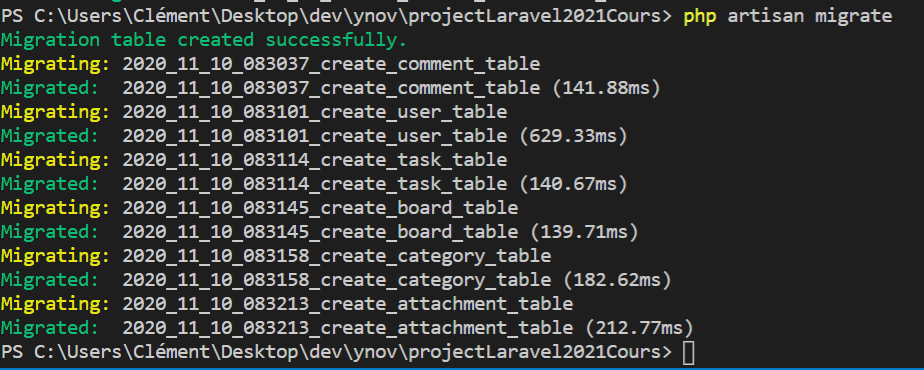 PS C:\Users\Clément\Desktop\dev\ynov\projectLaravel2021Cours> php artisan migrate
Migration table created successfully.
Migrating: 2020_11_10_083037_create_comment_table
Migrated:  2020_11_10_083037_create_comment_table (141.88ms)
Migrating: 2020_11_10_083101_create_user_table
Migrated:  2020_11_10_083101_create_user_table (629.33ms)
Migrating: 2020_11_10_083114_create_task_table
Migrated:  2020_11_10_083114_create_task_table (140.67ms)
Migrating: 2020_11_10_083145_create_board_table
Migrated:  2020_11_10_083145_create_board_table (139.71ms)
Migrating: 2020_11_10_083158_create_category_table
Migrated:  2020_11_10_083158_create_category_table (182.62ms)
Migrating: 2020_11_10_083213_create_attachment_table
Migrated:  2020_11_10_083213_create_attachment_table (212.77ms)
PS C:\Users\Clément\Desktop\dev\ynov\projectLaravel2021Cours>